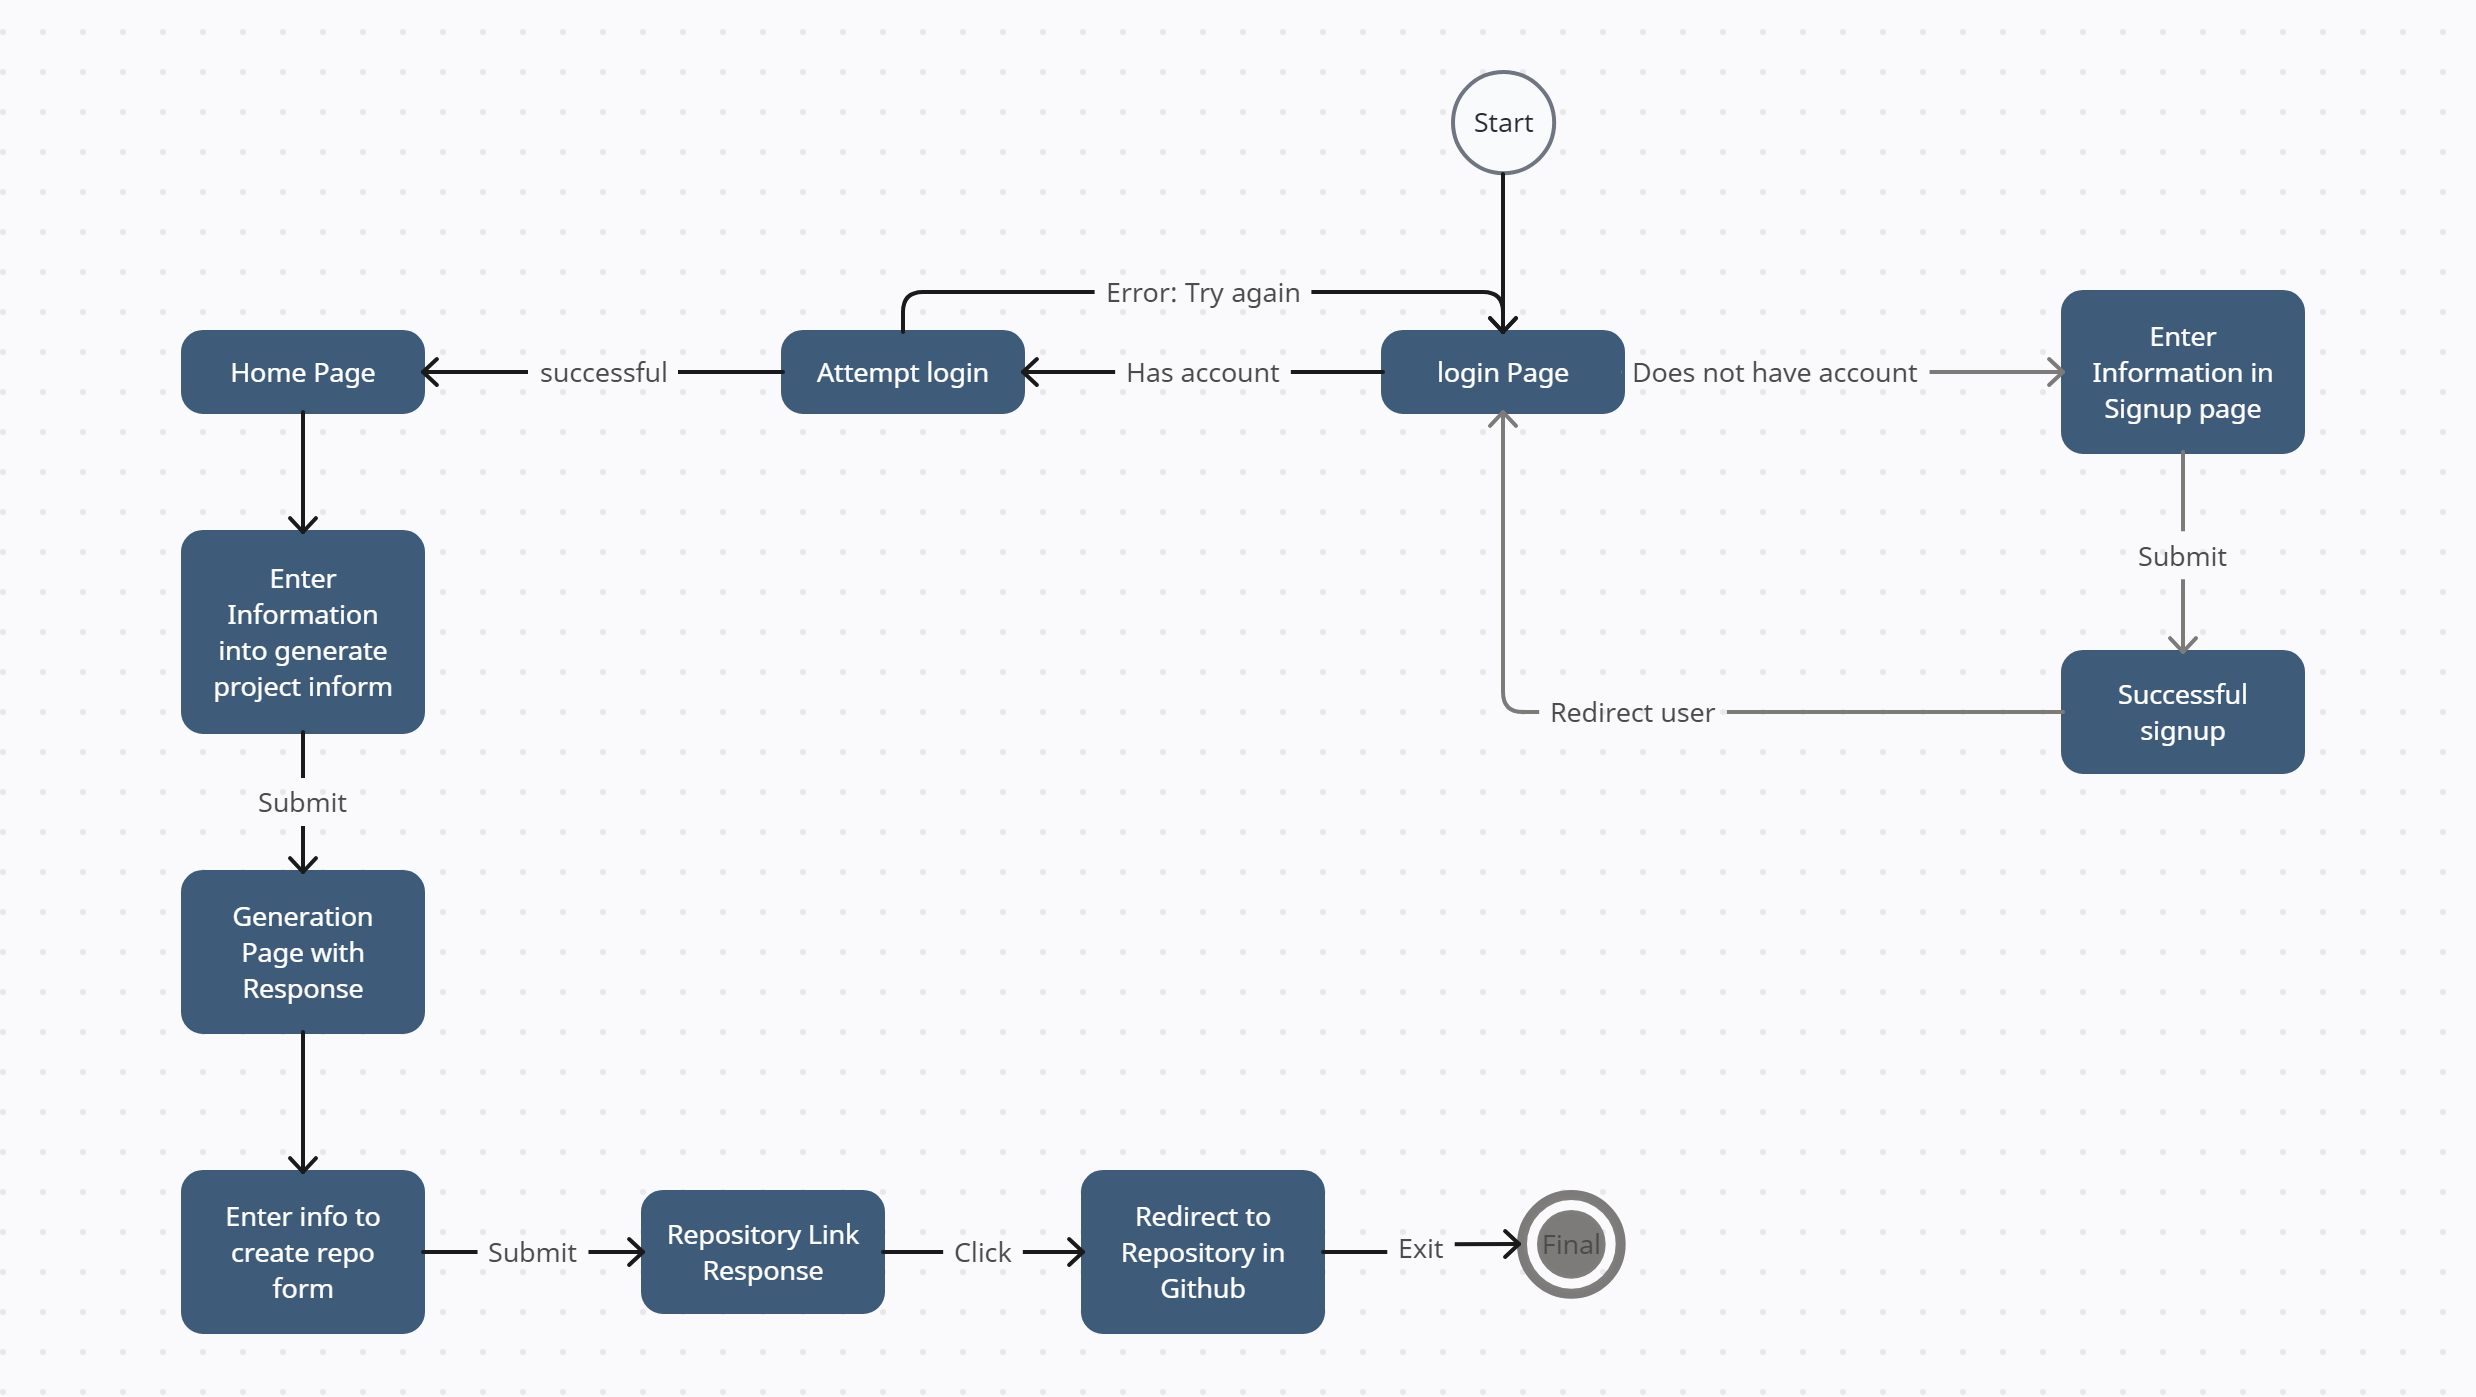 Start
Error: Try again
Home Page
successful
Attempt login
Has account
login Page
Does not have account
Enter
Information in
Signup page
Submit
Successful
signup
Redirect user
Enter
Information
into generate
project inform
Submit
Generation
Page with
Response
Enter info to
create repo
form
Submit
Repository Link
Response
Click
Redirect to
Repository in
Github
Exit
Final